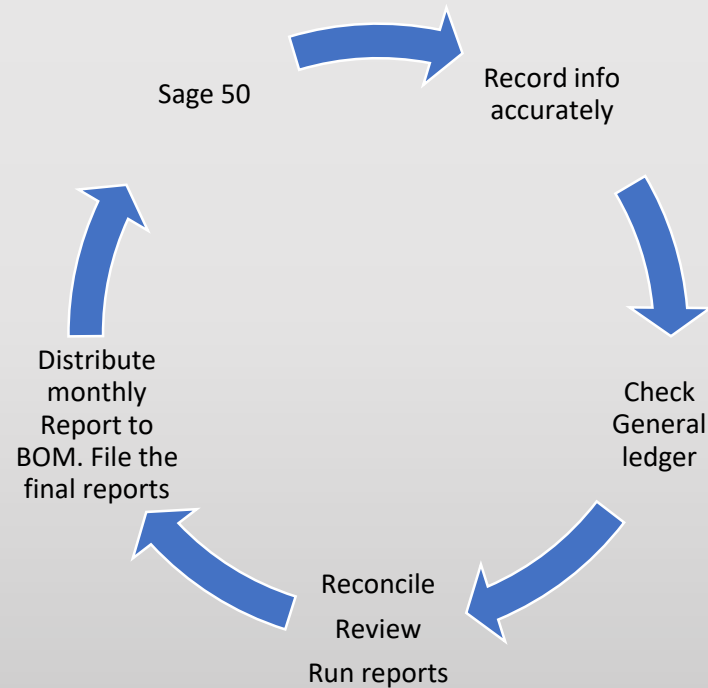 Sage 50
Record info
accurately
Check
General
ledger
Reconcile
Review
Run reports
Distribute
monthly
Report to
BOM. File the
final reports